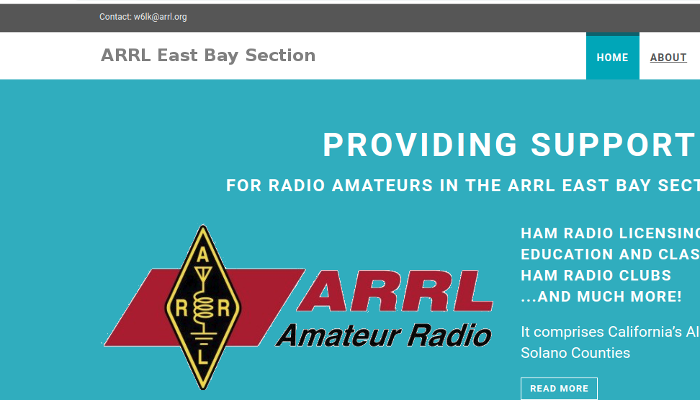 Contact: w6lk@arrl.org
ARRL East Bay Section
HOME
ABOUT
PROVIDING SUPPORT
FOR RADIO AMATEURS IN THE ARRL EAST BAY SECT
A
R R
L
ARRL
Amateur Radio
HAM RADIO LICENSING
EDUCATION AND CLAS
HAM RADIO CLUBS
...AND MUCH MORE!
It comprises California's Al
Solano Counties
READ MORE